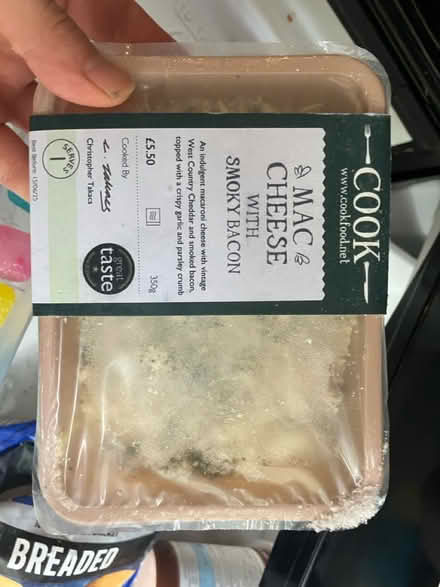 COOK
www.cookfood.net
MAC
CHEESE
WITH
SMOKY BACON
An indulgent macaroni cheese with vintage
West Country Cheddar and smoked bacon,
topped with a crispy garlic and parsley crumb
£5.50
350g
Cooked By
Christopher Takacs
great
taste
SERVES
1
BREADED